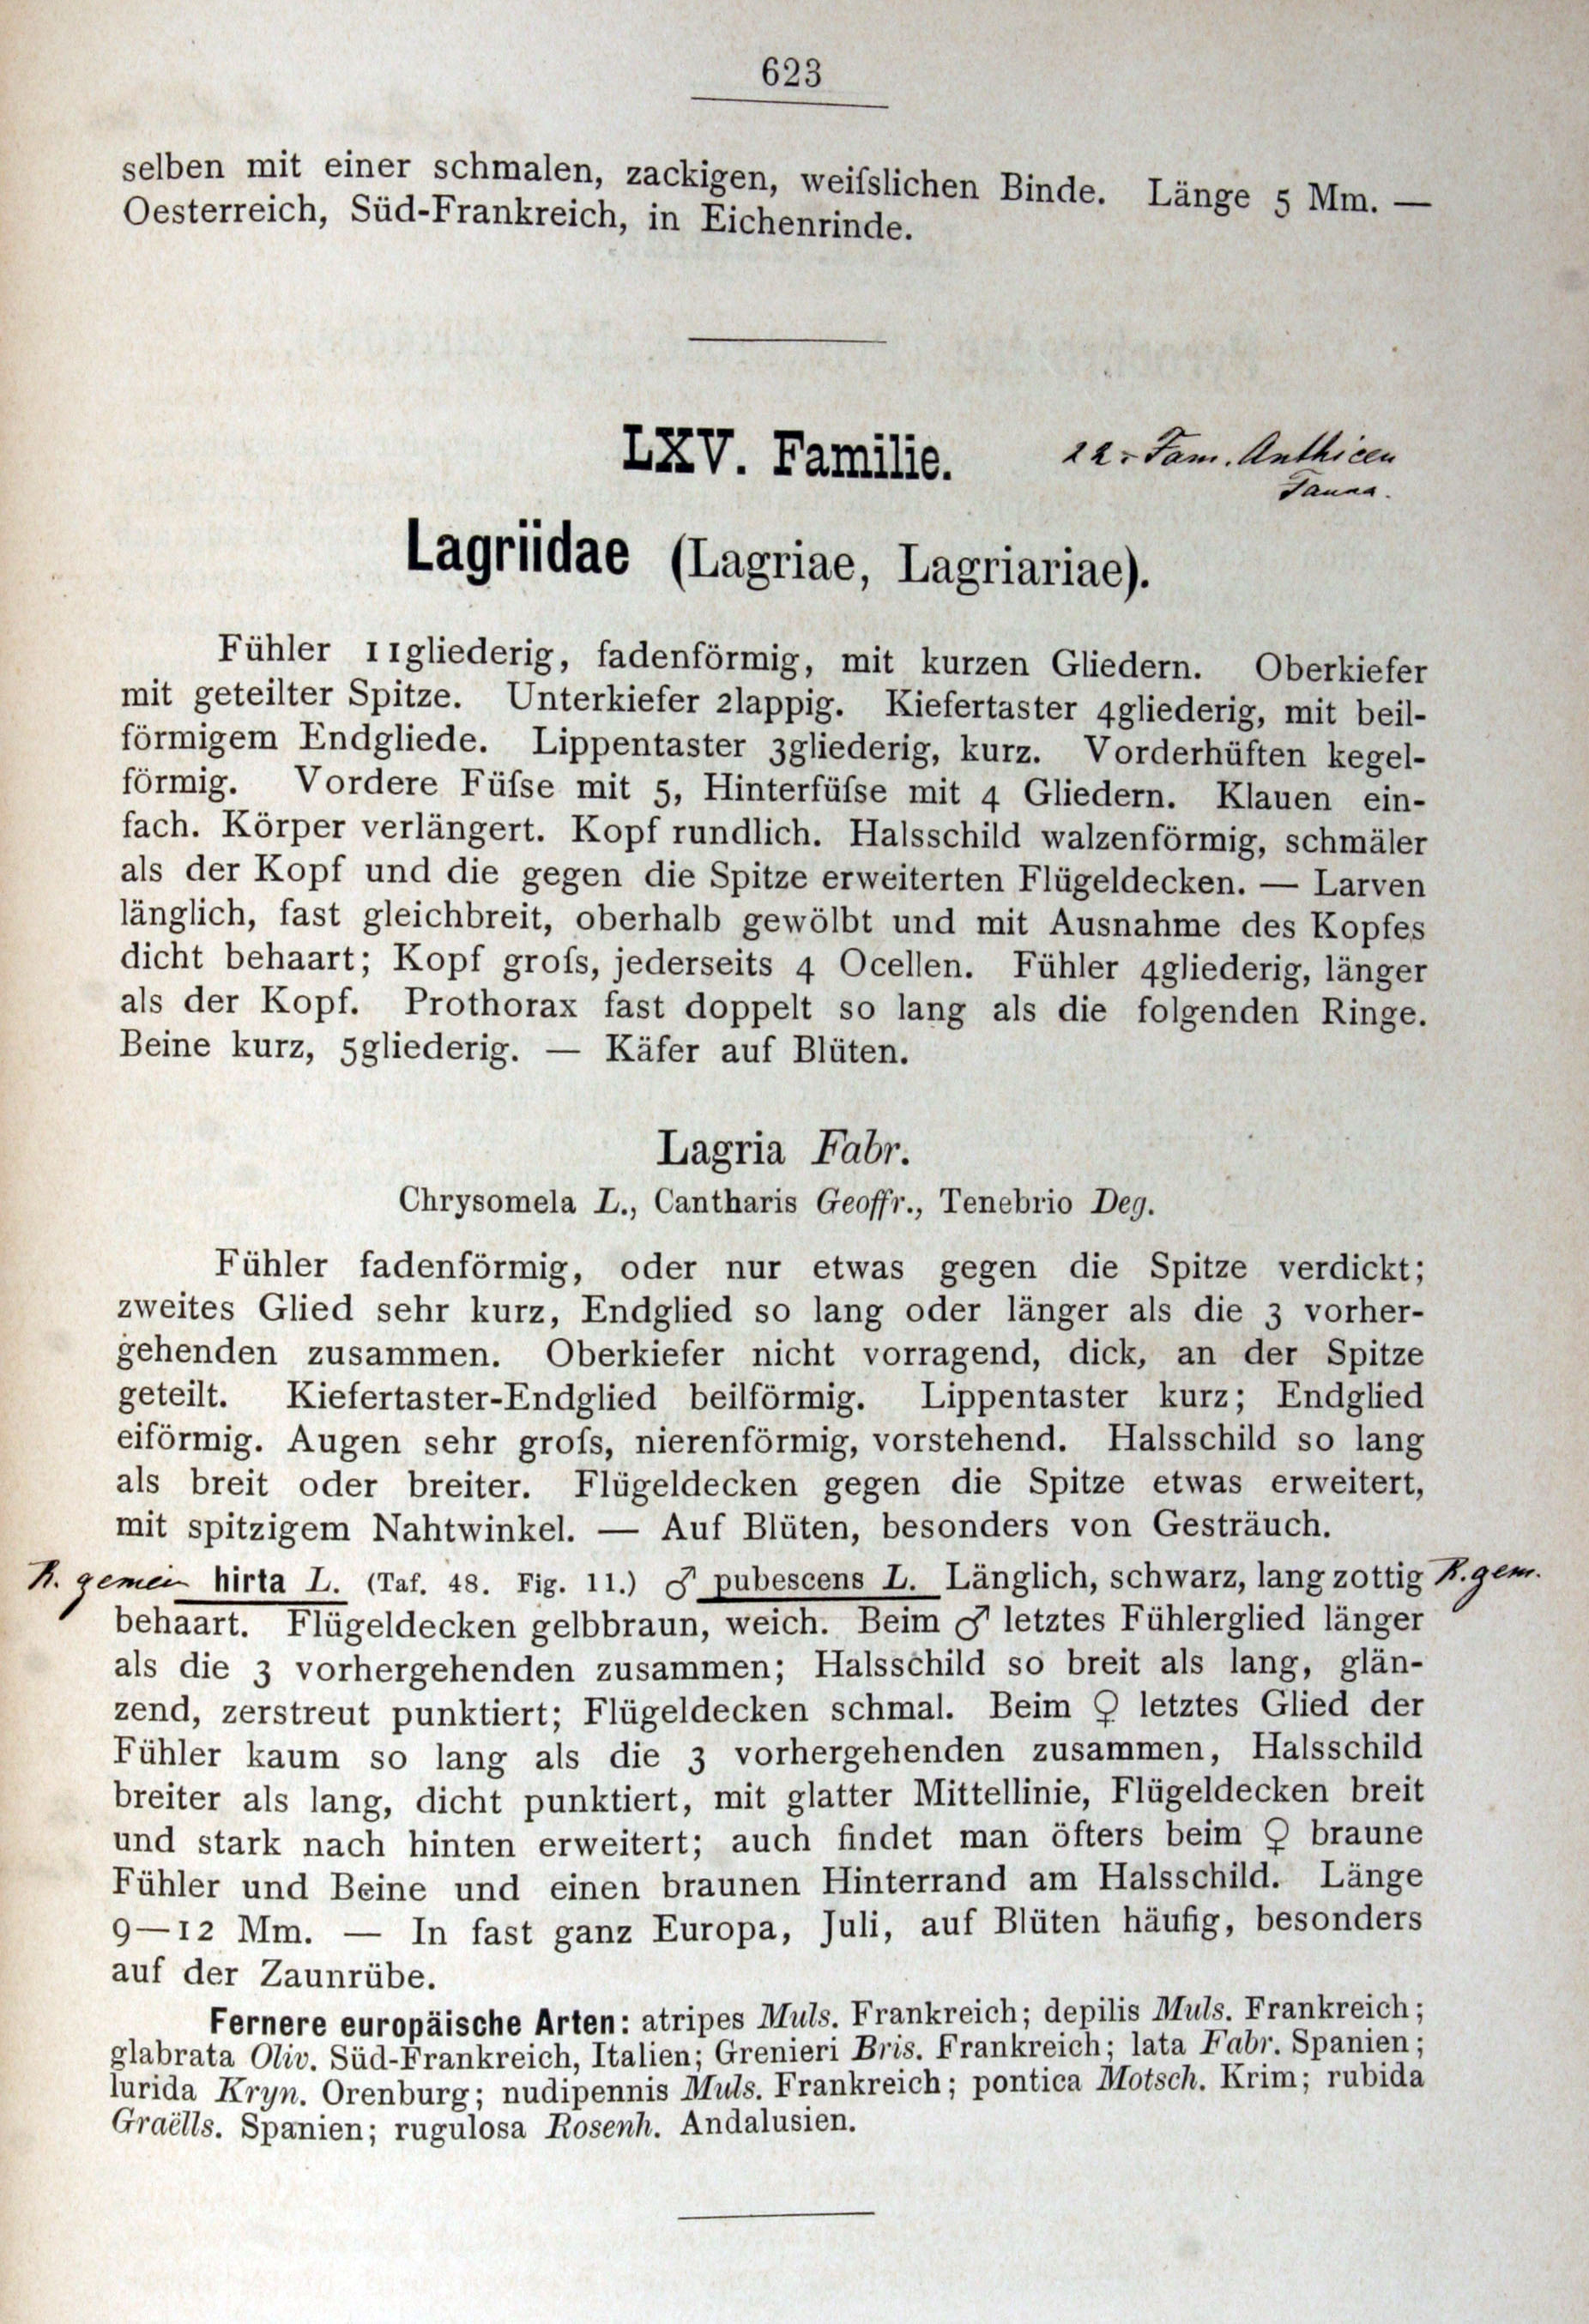 623
selben mit einer schmalen, zackigen, weiſslichen Binde. Länge 5 Mm. —
Oesterreich, Süd-Frankreich, in Eichenrinde.
LXV. Familie.
22. Fam. Anthicen
Fauna.
Lagriidae (Lagriae, Lagriariae).
Fühler 11gliederig, fadenförmig, mit kurzen Gliedern. Oberkiefer
mit geteilter Spitze. Unterkiefer 2lappig. Kiefertaster 4gliederig, mit beil-
förmigem Endgliede. Lippentaster 3gliederig, kurz. Vorderhüften kegel-
förmig. Vordere Füſse mit 5, Hinterfüſse mit 4 Gliedern. Klauen ein-
fach. Körper verlängert. Kopf rundlich. Halsschild walzenförmig, schmäler
als der Kopf und die gegen die Spitze erweiterten Flügeldecken. — Larven
länglich, fast gleichbreit, oberhalb gewölbt und mit Ausnahme des Kopfes
dicht behaart; Kopf groſs, jederseits 4 Ocellen. Fühler 4gliederig, länger
als der Kopf. Prothorax fast doppelt so lang als die folgenden Ringe.
Beine kurz, 5gliederig. — Käfer auf Blüten.
Lagria Fabr.
Chrysomela L., Cantharis Geoffr., Tenebrio Deg.
Fühler fadenförmig, oder nur etwas gegen die Spitze verdickt;
zweites Glied sehr kurz, Endglied so lang oder länger als die 3 vorher-
gehenden zusammen. Oberkiefer nicht vorragend, dick, an der Spitze
geteilt. Kiefertaster-Endglied beilförmig. Lippentaster kurz; Endglied
eiförmig. Augen sehr groſs, nierenförmig, vorstehend. Halsschild so lang
als breit oder breiter. Flügeldecken gegen die Spitze etwas erweitert,
mit spitzigem Nahtwinkel. — Auf Blüten, besonders von Gesträuch.
R. gemein hirta L. (Taf. 48. Fig. 11.) ♂ pubescens L. Länglich, schwarz, lang zottig R. gem.
behaart. Flügeldecken gelbbraun, weich. Beim ♂ letztes Fühlerglied länger
als die 3 vorhergehenden zusammen; Halsschild so breit als lang, glän-
zend, zerstreut punktiert; Flügeldecken schmal. Beim ♀ letztes Glied der
Fühler kaum so lang als die 3 vorhergehenden zusammen, Halsschild
breiter als lang, dicht punktiert, mit glatter Mittellinie, Flügeldecken breit
und stark nach hinten erweitert; auch findet man öfters beim ♀ braune
Fühler und Beine und einen braunen Hinterrand am Halsschild. Länge
9—12 Mm. — In fast ganz Europa, Juli, auf Blüten häufig, besonders
auf der Zaunrübe.
Fernere europäische Arten: atripes Muls. Frankreich; depilis Muls. Frankreich;
glabrata Oliv. Süd-Frankreich, Italien; Grenieri Bris. Frankreich; lata Fabr. Spanien;
lurida Kryn. Orenburg; nudipennis Muls. Frankreich; pontica Motsch. Krim; rubida
Graëlls. Spanien; rugulosa Rosenh. Andalusien.